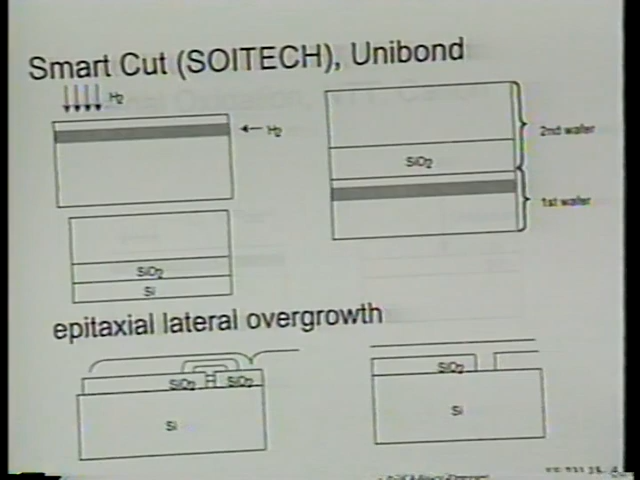 Smart Cut (SOITECH), Unibond
H2
H2
2nd wafer
SiO2
1st wafer
SiO2
Si
epitaxial lateral overgrowth
SiO2
SiO2
SiO2
Si
Si